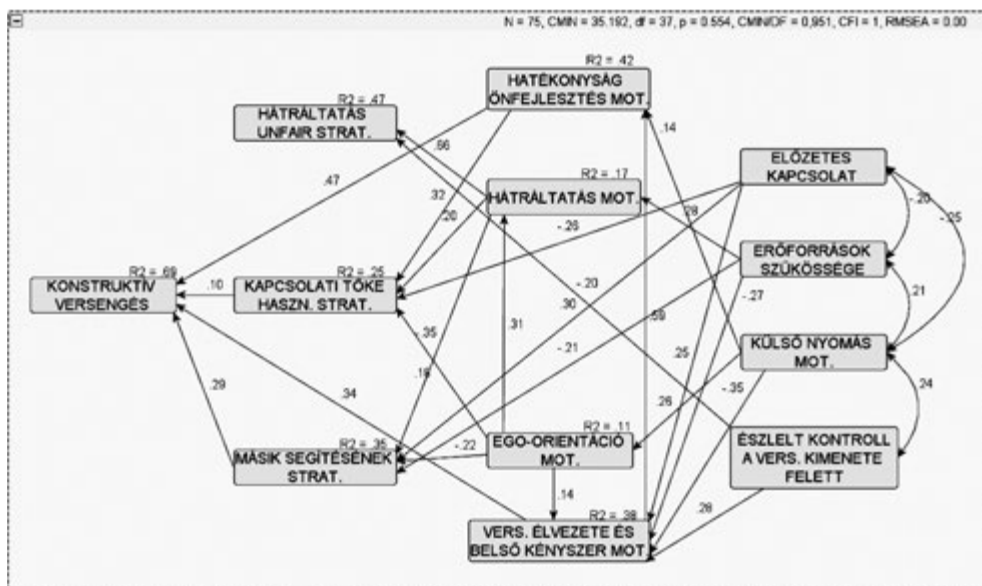 N = 75, CMIN = 35.192, df = 37, p = 0.554, CMIN/DF = 0,951, CFI = 1, RMSEA = 0.00
R2 = .42
HATÉKONYSÁG
ÖNFEJLESZTÉS MOT.
R2 = .47
HÁTRÁLTATÁS
UNFAIR STRAT.
.14
.66
ELŐZETES
KAPCSOLAT
R2 = .17
HÁTRÁLTATÁS MOT.
.47
.32
.20
-.26
.28
-.20
-.25
ERŐFORRÁSOK
SZŰKÖSSÉGE
R2 = .69
KONSTRUKTÍV
VERSENGÉS
.10
R2 = .25
KAPCSOLATI TŐKE
HASZN. STRAT.
-.20
.30
.59
-.27
.21
-.35
.31
-.21
.25
KÜLSŐ NYOMÁS
MOT.
.29
.34
.26
-.35
.24
R2 = .35
MÁSIK SEGÍTÉSÉNEK
STRAT.
-.22
R2 = .11
EGO-ORIENTÁCIÓ
MOT.
ÉSZLELT KONTROLL
A VERS. KIMENETE
FELETT
.14
.28
R2 = .38
VERS. ÉLVEZETE ÉS
BELSŐ KÉNYSZER MOT.